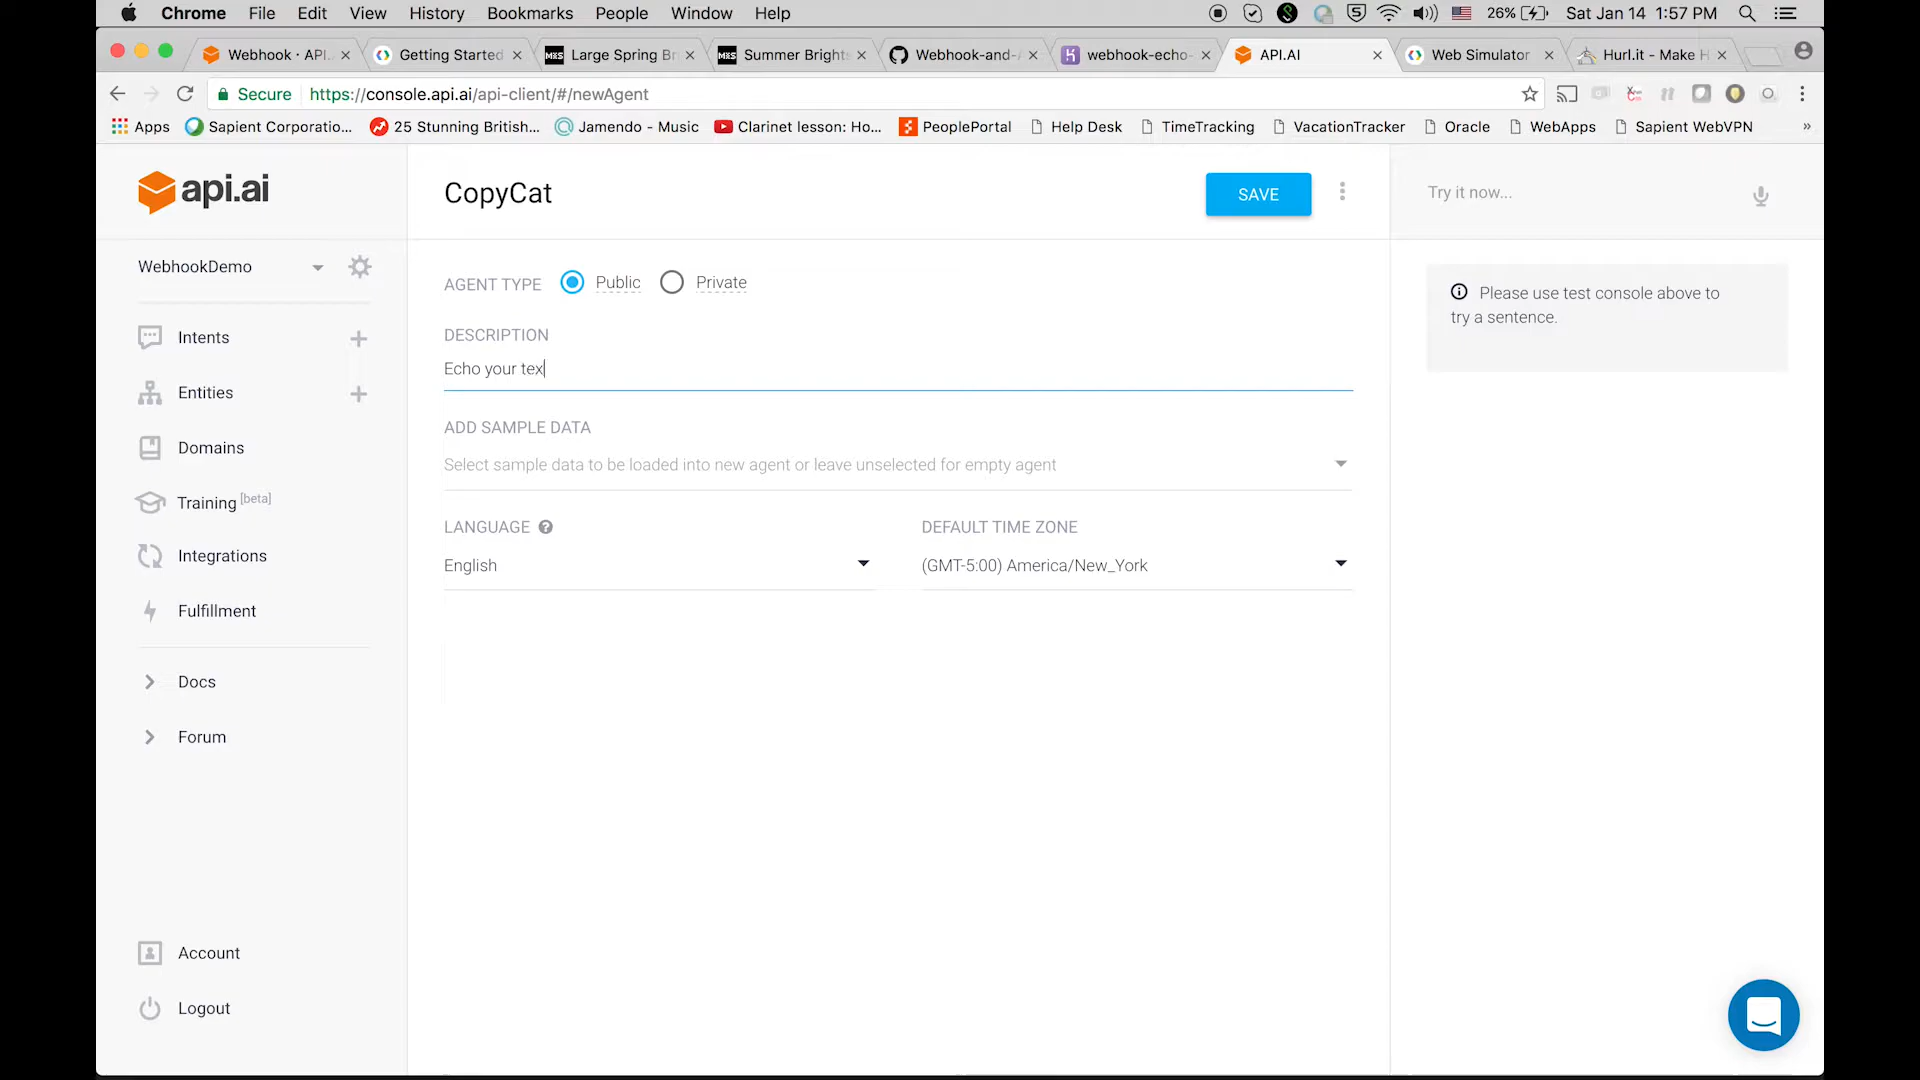 Chrome File Edit View History Bookmarks People Window Help 26% Sat Jan 14 1:57 PM
Webhook · API. Getting Started M&S Large Spring Br M&S Summer Bright Webhook-and- webhook-echo- API.AI Web Simulator Hurl.it - Make H
Secure https://console.api.ai/api-client/#/newAgent
Apps Sapient Corporatio... 25 Stunning British... Jamendo - Music Clarinet lesson: Ho... PeoplePortal Help Desk TimeTracking VacationTracker Oracle WebApps Sapient WebVPN »
api.ai
CopyCat
SAVE
Try it now...
WebhookDemo
AGENT TYPE Public Private
Please use test console above to
try a sentence.
Intents
Entities
Domains
Training [beta]
Integrations
Fulfillment
Docs
Forum
Account
Logout
DESCRIPTION
Echo your tex
ADD SAMPLE DATA
Select sample data to be loaded into new agent or leave unselected for empty agent
LANGUAGE ?
English
DEFAULT TIME ZONE
(GMT-5:00) America/New_York